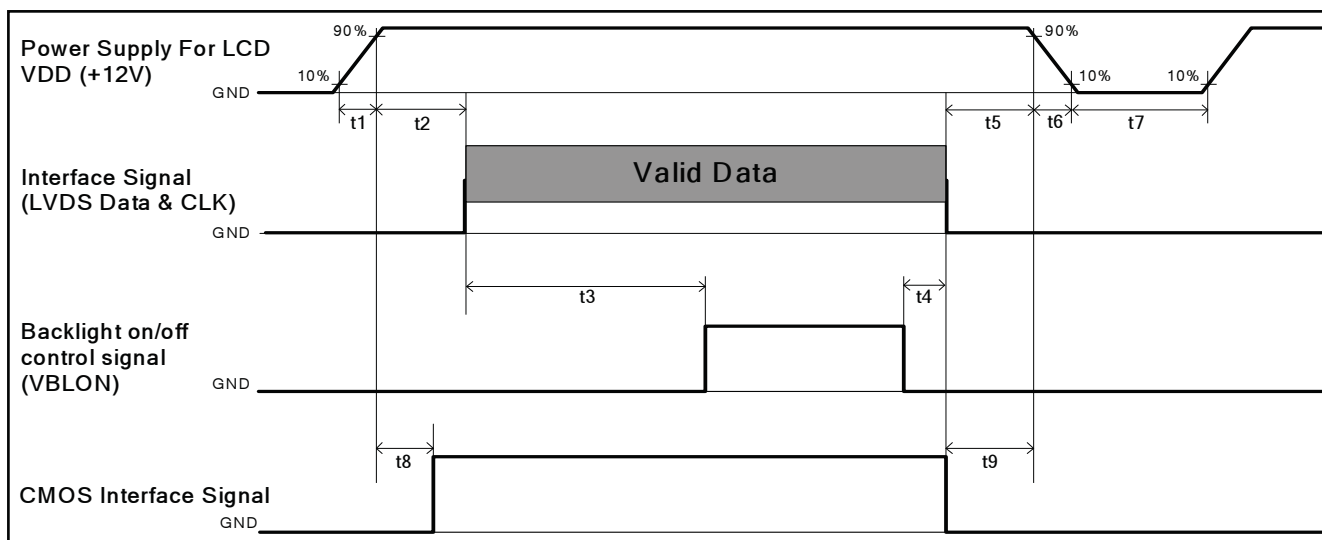 Power Supply For LCD
VDD (+12V)
90%
10%
GND
90%
10%
10%
t1
t2
t5
t6
t7
Interface Signal
(LVDS Data & CLK)
Valid Data
GND
t3
t4
Backlight on/off
control signal
(VBLON)
GND
t8
t9
CMOS Interface Signal
GND